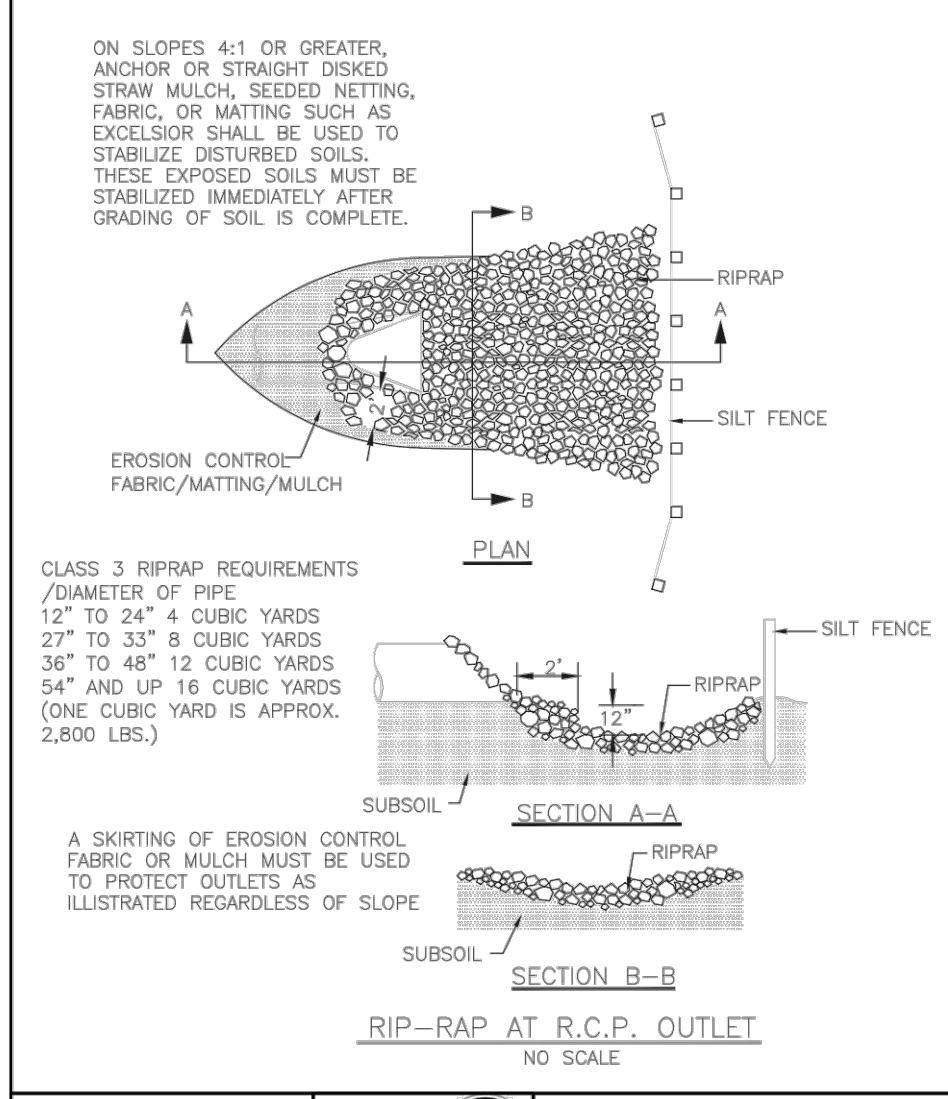 ON SLOPES 4:1 OR GREATER,
ANCHOR OR STRAIGHT DISKED
STRAW MULCH, SEEDED NETTING,
FABRIC, OR MATTING SUCH AS
EXCELSIOR SHALL BE USED TO
STABILIZE DISTURBED SOILS.
THESE EXPOSED SOILS MUST BE
STABILIZED IMMEDIATELY AFTER
GRADING OF SOIL IS COMPLETE.
B
RIPRAP
A
A
2'
SILT FENCE
EROSION CONTROL
FABRIC/MATTING/MULCH
B
PLAN
CLASS 3 RIPRAP REQUIREMENTS
/DIAMETER OF PIPE
12" TO 24" 4 CUBIC YARDS
27" TO 33" 8 CUBIC YARDS
36" TO 48" 12 CUBIC YARDS
54" AND UP 16 CUBIC YARDS
(ONE CUBIC YARD IS APPROX.
2,800 LBS.)
SILT FENCE
2'
RIPRAP
12"
SUBSOIL
SECTION A-A
A SKIRTING OF EROSION CONTROL
FABRIC OR MULCH MUST BE USED
TO PROTECT OUTLETS AS
ILLUSTRATED REGARDLESS OF SLOPE
RIPRAP
SUBSOIL
SECTION B-B
RIP-RAP AT R.C.P. OUTLET
NO SCALE